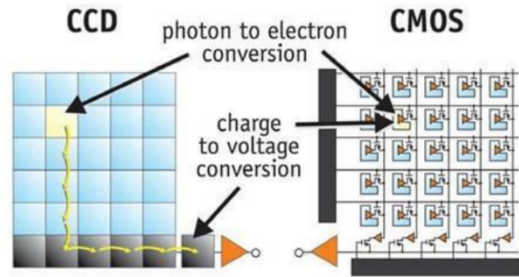 CCD
photon to electron
conversion
CMOS
charge
to voltage
conversion